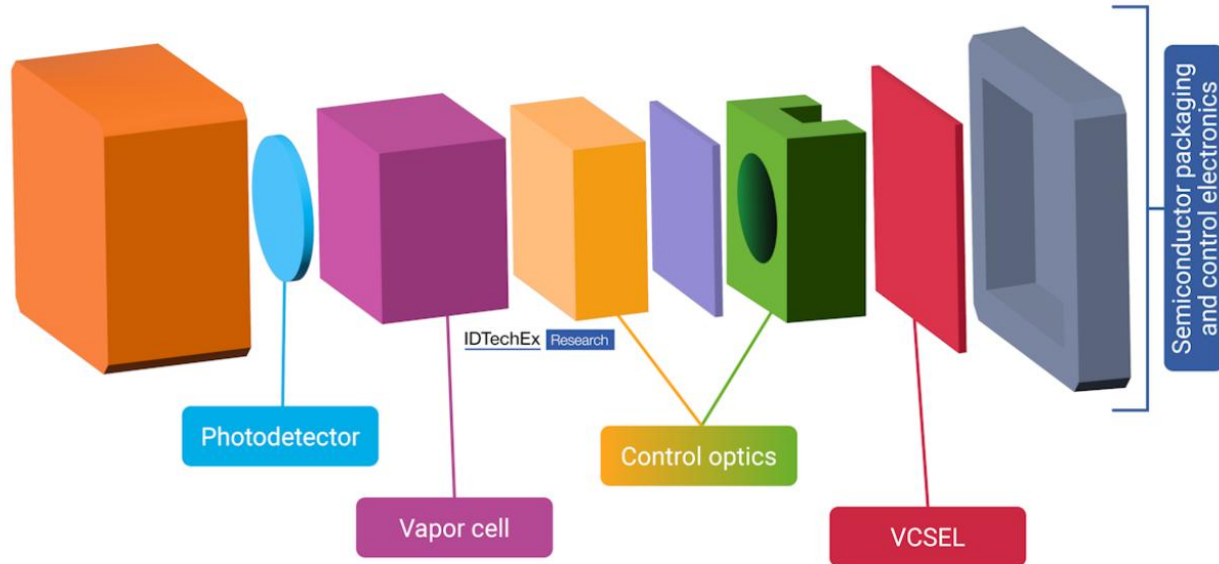 Semiconductor packaging
and control electronics
IDTechEx Research
Photodetector
Control optics
Vapor cell
VCSEL